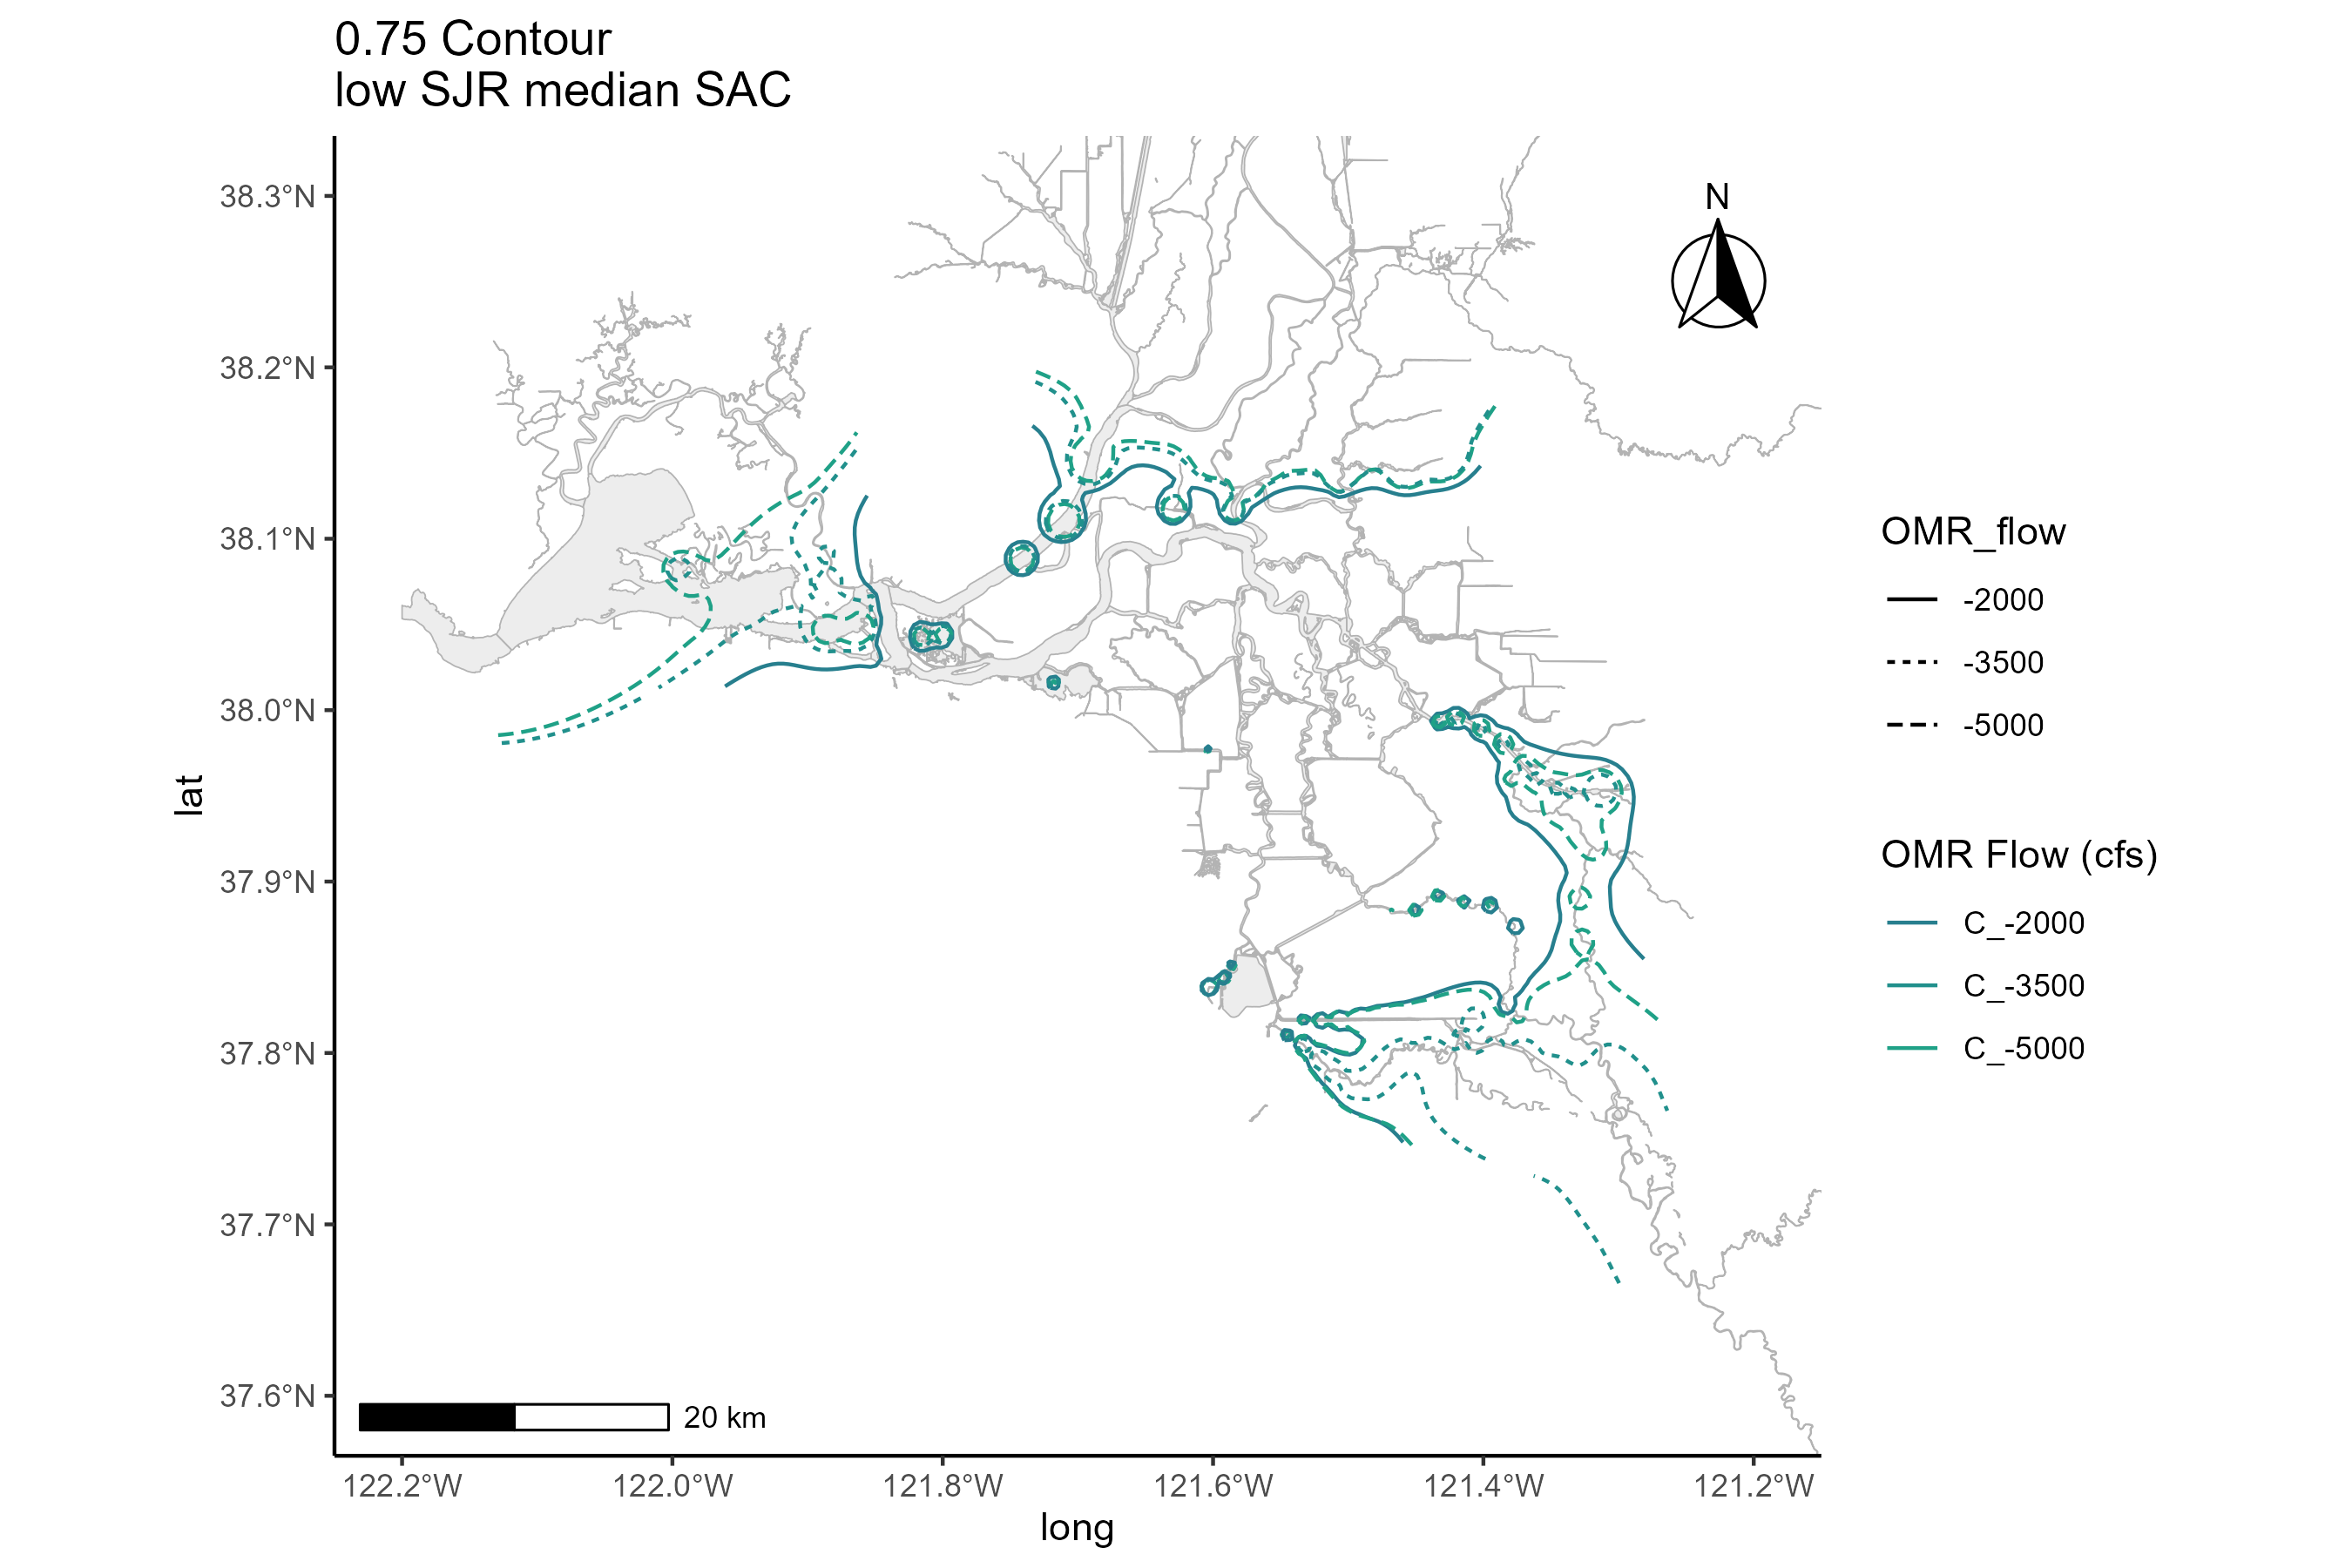 0.75 Contour
low SJR median SAC
N
38.3°N
38.2°N
38.1°N
38.0°N
37.9°N
37.8°N
37.7°N
37.6°N
lat
20 km
122.2°W
122.0°W
121.8°W
121.6°W
121.4°W
121.2°W
long
OMR_flow
-2000
-3500
-5000
OMR Flow (cfs)
C_-2000
C_-3500
C_-5000